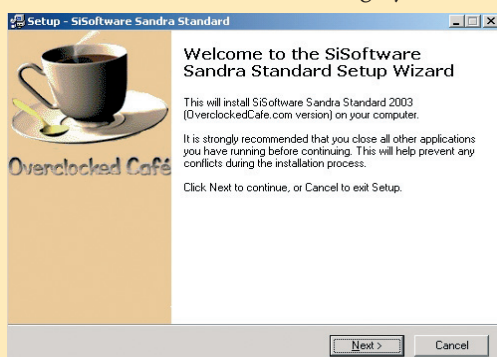 Setup - SiSoftware Sandra Standard
Welcome to the SiSoftware
Sandra Standard Setup Wizard
This will install SiSoftware Sandra Standard 2003
(OverclockedCafe.com version) on your computer.
It is strongly recommended that you close all other applications
you have running before continuing. This will help prevent any
conflicts during the installation process.
Click Next to continue, or Cancel to exit Setup.
Overclocked Café
Next >
Cancel